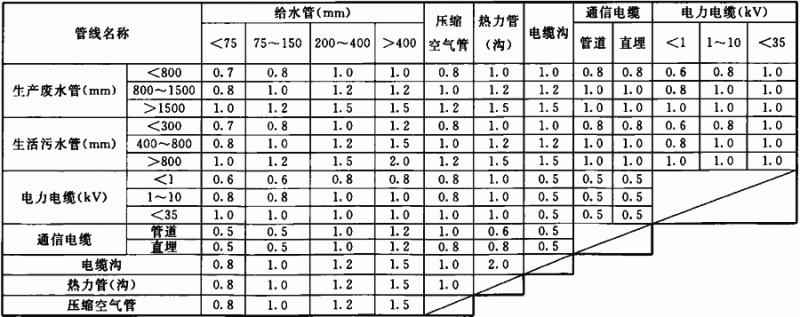 管线名称 给水管(mm) 压缩空气管 热力管(沟) 电缆沟 通信电缆 电力电缆(kV)
<75 75～150 200～400 >400 管道 直埋 <1 1～10 <35
生产废水管(mm) <800 0.7 0.8 1.0 1.0 0.8 1.0 1.0 0.8 0.8 0.6 0.8 1.0
800～1500 0.8 1.0 1.2 1.2 1.0 1.2 1.2 1.0 1.0 0.8 1.0 1.0
>1500 1.0 1.2 1.5 1.5 1.2 1.5 1.5 1.0 1.0 1.0 1.0 1.0
生活污水管(mm) <300 0.7 0.8 1.0 1.2 0.8 1.0 1.0 0.8 0.8 0.6 0.8 1.0
400～800 0.8 1.0 1.2 1.5 1.0 1.2 1.2 1.0 1.0 0.8 1.0 1.0
>800 1.0 1.2 1.5 2.0 1.2 1.5 1.5 1.0 1.0 1.0 1.0 1.0
电力电缆(kV) <1 0.6 0.6 0.8 0.8 0.8 1.0 0.5 0.5 0.5
1～10 0.8 0.8 1.0 1.0 0.8 1.0 0.5 0.5 0.5
<35 1.0 1.0 1.0 1.0 1.0 1.0 0.5 0.5 0.5
通信电缆 管道 0.5 0.5 1.0 1.2 1.0 0.6 0.5
直埋 0.5 0.5 1.0 1.2 0.8 0.8 0.5
电缆沟 0.8 1.0 1.2 1.5 1.0 2.0
热力管(沟) 0.8 1.0 1.2 1.5 1.0
压缩空气管 0.8 1.0 1.2 1.5